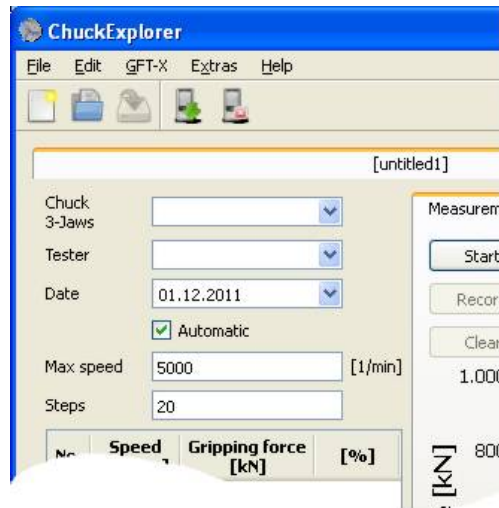 ChuckExplorer
File Edit GFT-X Extras Help
[untitled1]
Chuck
3-Jaws
Tester
Date 01.12.2011
Automatic
Max speed 5000 [1/min]
Steps 20
No Speed Gripping force [%]
[kN]
Measurem
Start
Recor
Clear
1.000
800
[kN]